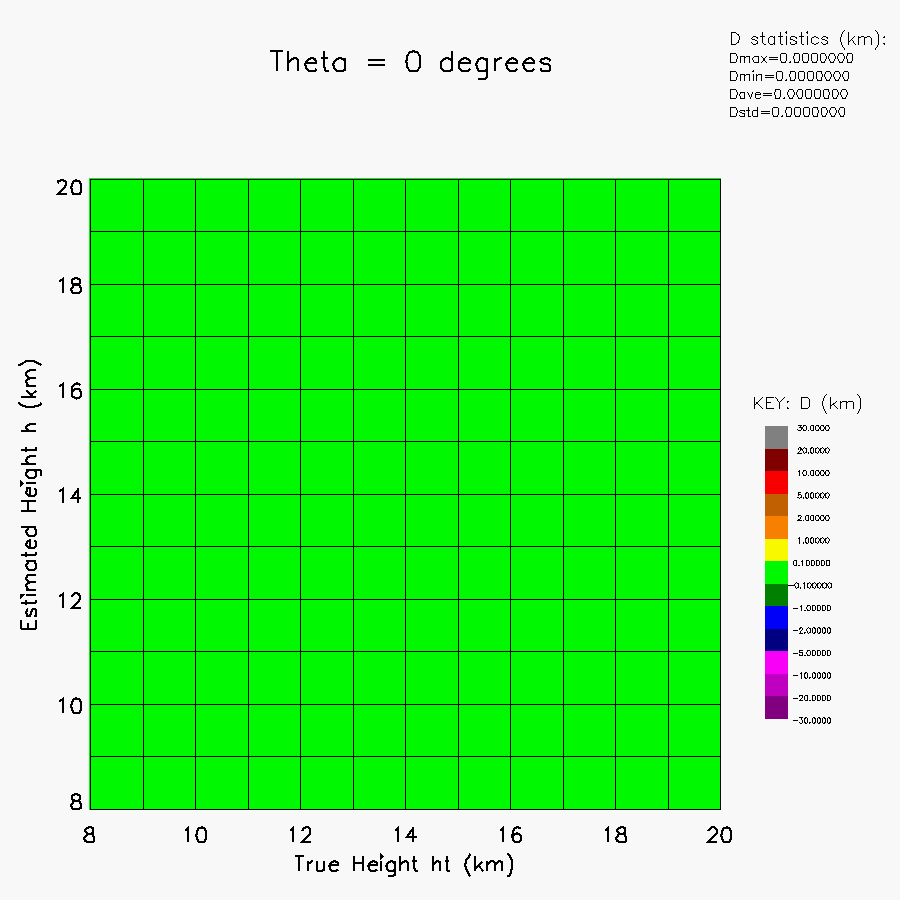 Theta = 0 degrees
D statistics (km):
Dmax=0.0000000
Dmin=0.0000000
Dave=0.0000000
Dstd=0.0000000
20
18
16
14
12
10
8
Estimated Height h (km)
8 10 12 14 16 18 20
True Height ht (km)
KEY: D (km)
30.0000
20.0000
10.0000
5.00000
2.00000
1.00000
0.100000
-0.100000
-1.00000
-2.00000
-5.00000
-10.0000
-20.0000
-30.0000